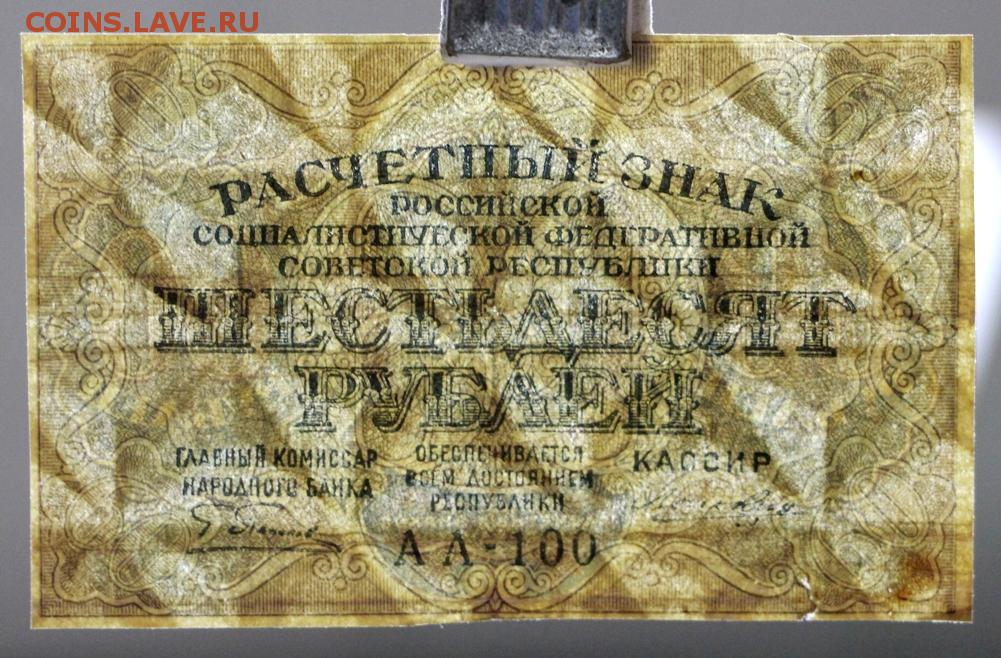 COINS.LAVE.RU
РАСЧЕТНЫЙ ЗНАК
РОССИЙСКОЙ
СОЦИАЛИСТИЧЕСКОЙ ФЕДЕРАТИВНОЙ
СОВЕТСКОЙ РЕСПУБЛИКИ
ШЕСТЬДЕСЯТ
РУБЛЕЙ
ГЛАВНЫЙ КОМИССАР
НАРОДНОГО БАНКА
ОБЕСПЕЧИВАЕТСЯ
ВСЕМ ДОСТОЯНИЕМ
РЕСПУБЛИКИ
КАССИР
АА-100